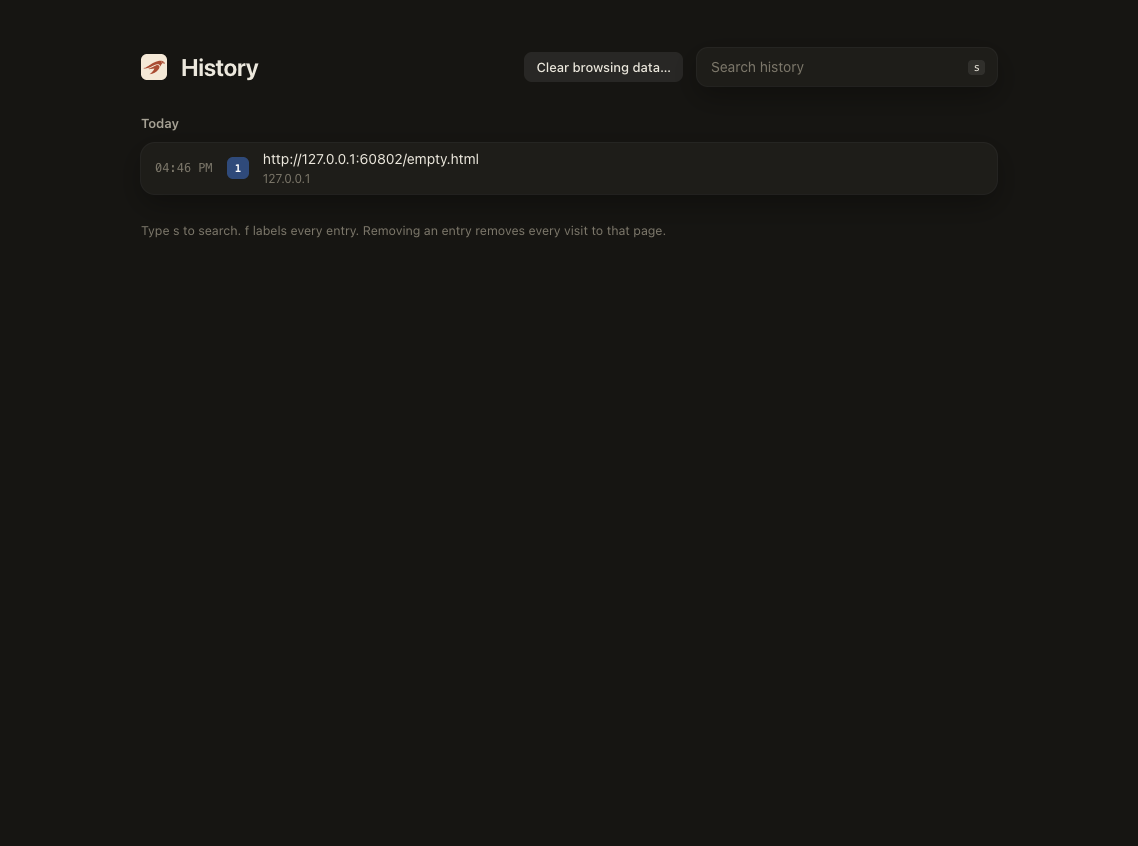 History
Clear browsing data...
Search history
s
Today
04:46 PM
1
http://127.0.0.1:60802/empty.html
127.0.0.1
Type s to search. f labels every entry. Removing an entry removes every visit to that page.